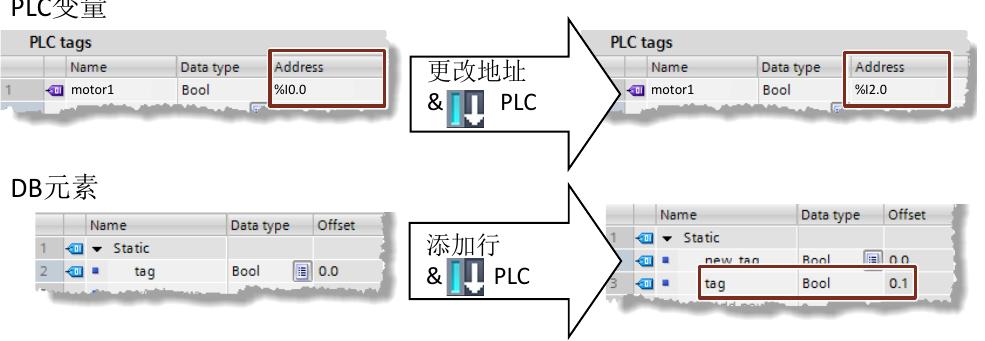 PLC变量
PLC tags
Name Data type Address
1 motor1 Bool %I0.0
更改地址
& PLC
PLC tags
Name Data type Address
motor1 Bool %I2.0
DB元素
Name Data type Offset
1 Static
2 tag Bool 0.0
添加行
& PLC
Name Data type Offset
1 Static
new_tag Bool 0.0
3 tag Bool 0.1